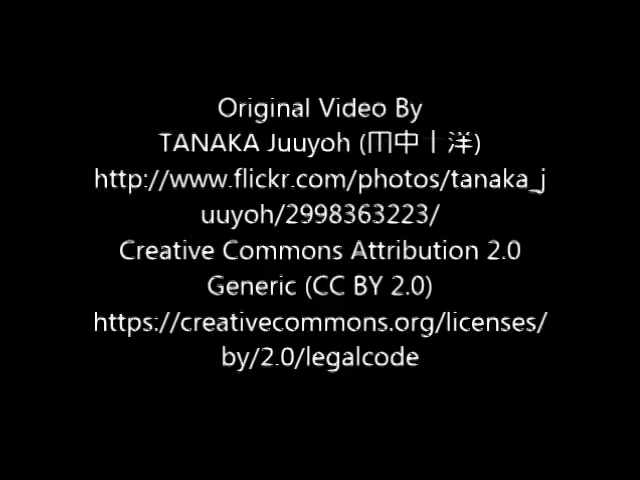 Original Video By
TANAKA Juuyoh (田中十洋)
http://www.flickr.com/photos/tanaka_j
uuyoh/2998363223/
Creative Commons Attribution 2.0
Generic (CC BY 2.0)
https://creativecommons.org/licenses/
by/2.0/legalcode